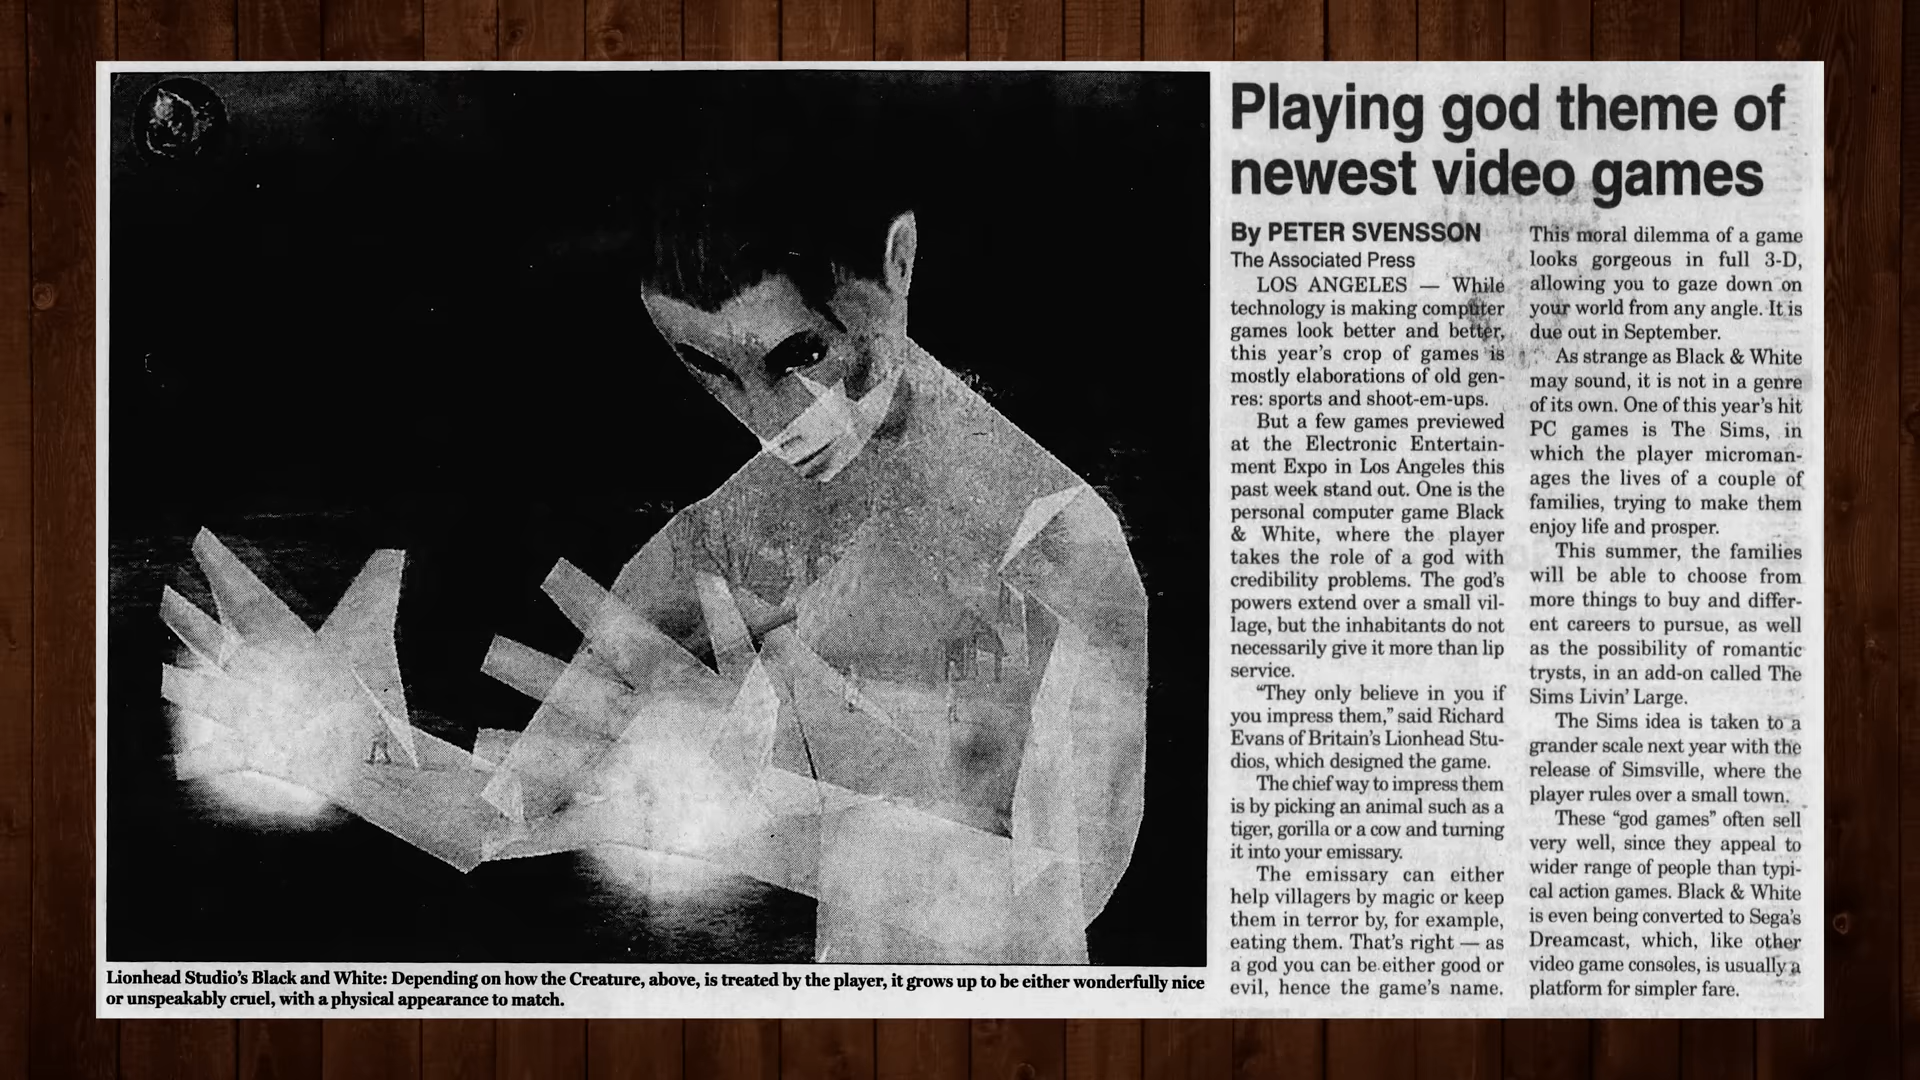 Playing god theme of
newest video games
By PETER SVENSSON
The Associated Press
LOS ANGELES — While
technology is making computer
games look better and better,
this year's crop of games is
mostly elaborations of old gen-
res: sports and shoot-em-ups.
But a few games previewed
at the Electronic Entertain-
ment Expo in Los Angeles this
past week stand out. One is the
personal computer game Black
& White, where the player
takes the role of a god with
credibility problems. The god's
powers extend over a small vil-
lage, but the inhabitants do not
necessarily give it more than lip
service.
“They only believe in you if
you impress them,” said Richard
Evans of Britain's Lionhead Stu-
dios, which designed the game.
The chief way to impress them
is by picking an animal such as a
tiger, gorilla or a cow and turning
it into your emissary.
The emissary can either
help villagers by magic or keep
them in terror by, for example,
eating them. That's right — as
a god you can be either good or
evil, hence the game's name.
This moral dilemma of a game
looks gorgeous in full 3-D,
allowing you to gaze down on
your world from any angle. It is
due out in September.
As strange as Black & White
may sound, it is not in a genre
of its own. One of this year's hit
PC games is The Sims, in
which the player microman-
ages the lives of a couple of
families, trying to make them
enjoy life and prosper.
This summer, the families
will be able to choose from
more things to buy and differ-
ent careers to pursue, as well
as the possibility of romantic
trysts, in an add-on called The
Sims Livin' Large.
The Sims idea is taken to a
grander scale next year with the
release of Simsville, where the
player rules over a small town.
These “god games” often sell
very well, since they appeal to
wider range of people than typi-
cal action games. Black & White
is even being converted to Sega's
Dreamcast, which, like other
video game consoles, is usually a
platform for simpler fare.
Lionhead Studio's Black and White: Depending on how the Creature, above, is treated by the player, it grows up to be either wonderfully nice
or unspeakably cruel, with a physical appearance to match.